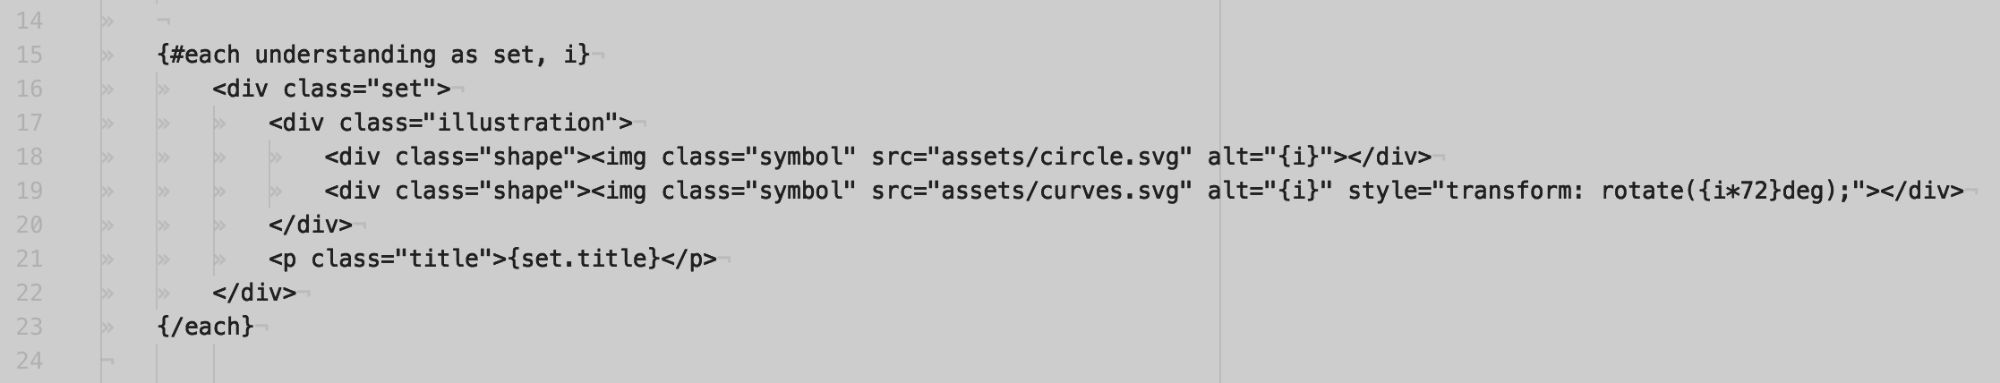 14
15 {#each understanding as set, i}
16 <div class="set">
17 <div class="illustration">
18 <div class="shape"><img class="symbol" src="assets/circle.svg" alt="{i}"></div>
19 <div class="shape"><img class="symbol" src="assets/curves.svg" alt="{i}" style="transform: rotate({i*72}deg);"></div>
20 </div>
21 <p class="title">{set.title}</p>
22 </div>
23 {/each}
24